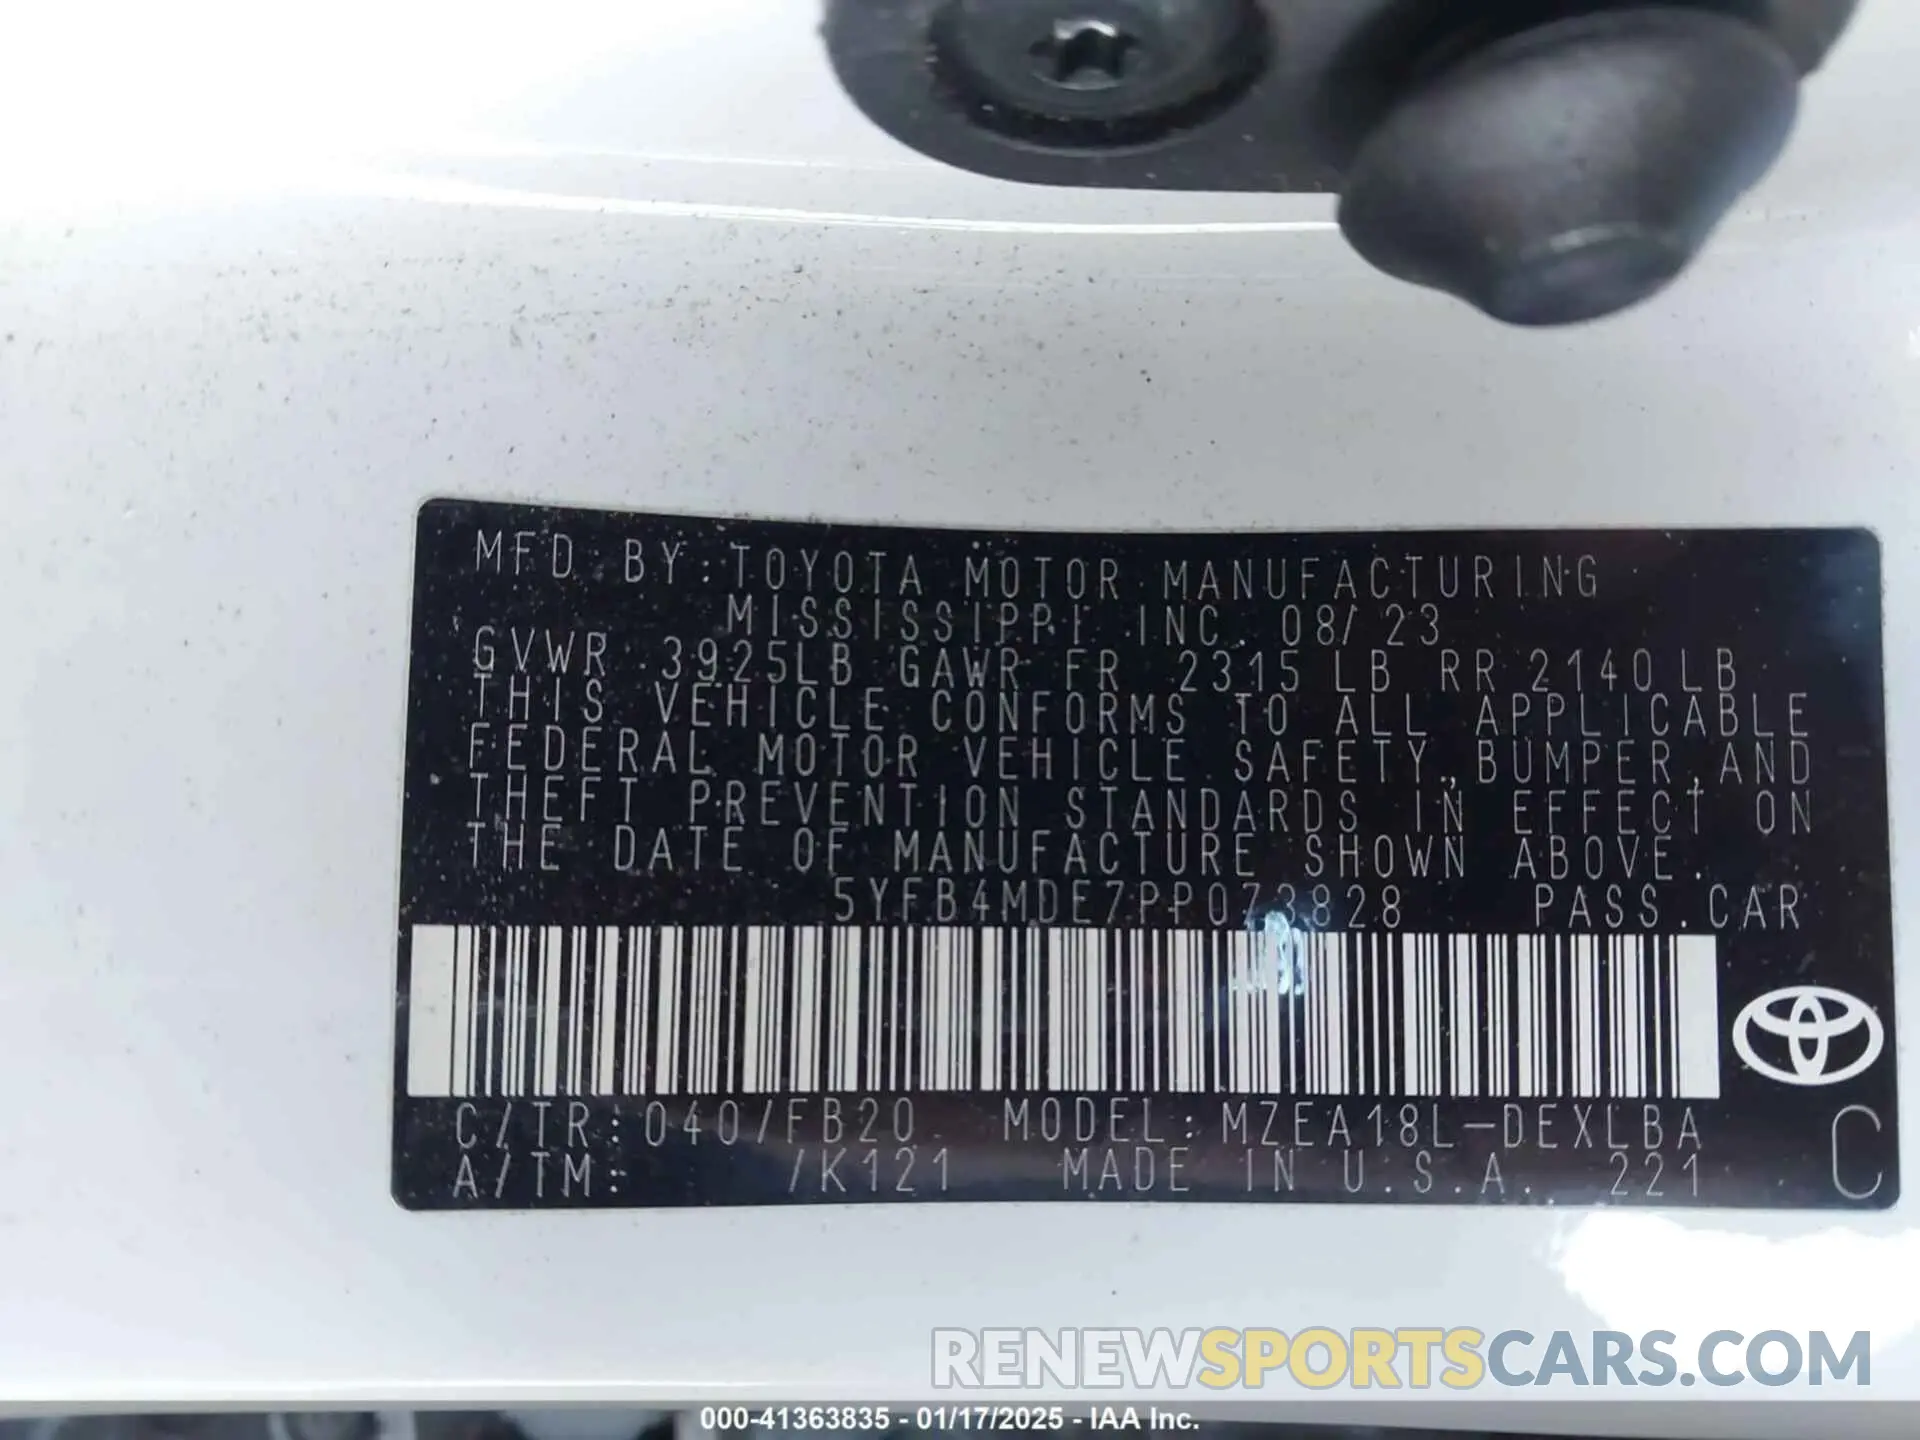 MFD. BY: TOYOTA MOTOR MANUFACTURING
MISSISSIPPI, INC. 08/23
GVWR 3925LB GAWR FR 2315LB RR 2140LB
THIS VEHICLE CONFORMS TO ALL APPLICABLE
FEDERAL MOTOR VEHICLE SAFETY, BUMPER, AND
THEFT PREVENTION STANDARDS IN EFFECT ON
THE DATE OF MANUFACTURE SHOWN ABOVE.
5YFB4MDE7PP073828 PASS. CAR
C/TR: 040/FB20 MODEL: MZEA18L-DEXLBA
A/TM: /K121 MADE IN U.S.A. 221 C
RENEWSPORTSCARS.COM
000-41363835 - 01/17/2025 - IAA Inc.